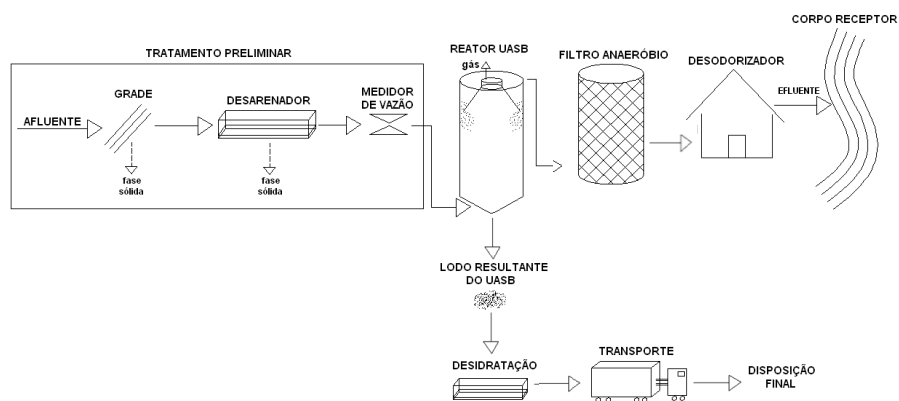 CORPO RECEPTOR
TRATAMENTO PRELIMINAR
REATOR UASB
gás
FILTRO ANAERÓBIO
DESODORIZADOR
GRADE
DESARENADOR
MEDIDOR
DE VAZÃO
AFLUENTE
EFLUENTE
fase
sólida
fase
sólida
LODO RESULTANTE
DO UASB
DESIDRATAÇÃO
TRANSPORTE
DISPOSIÇÃO
FINAL